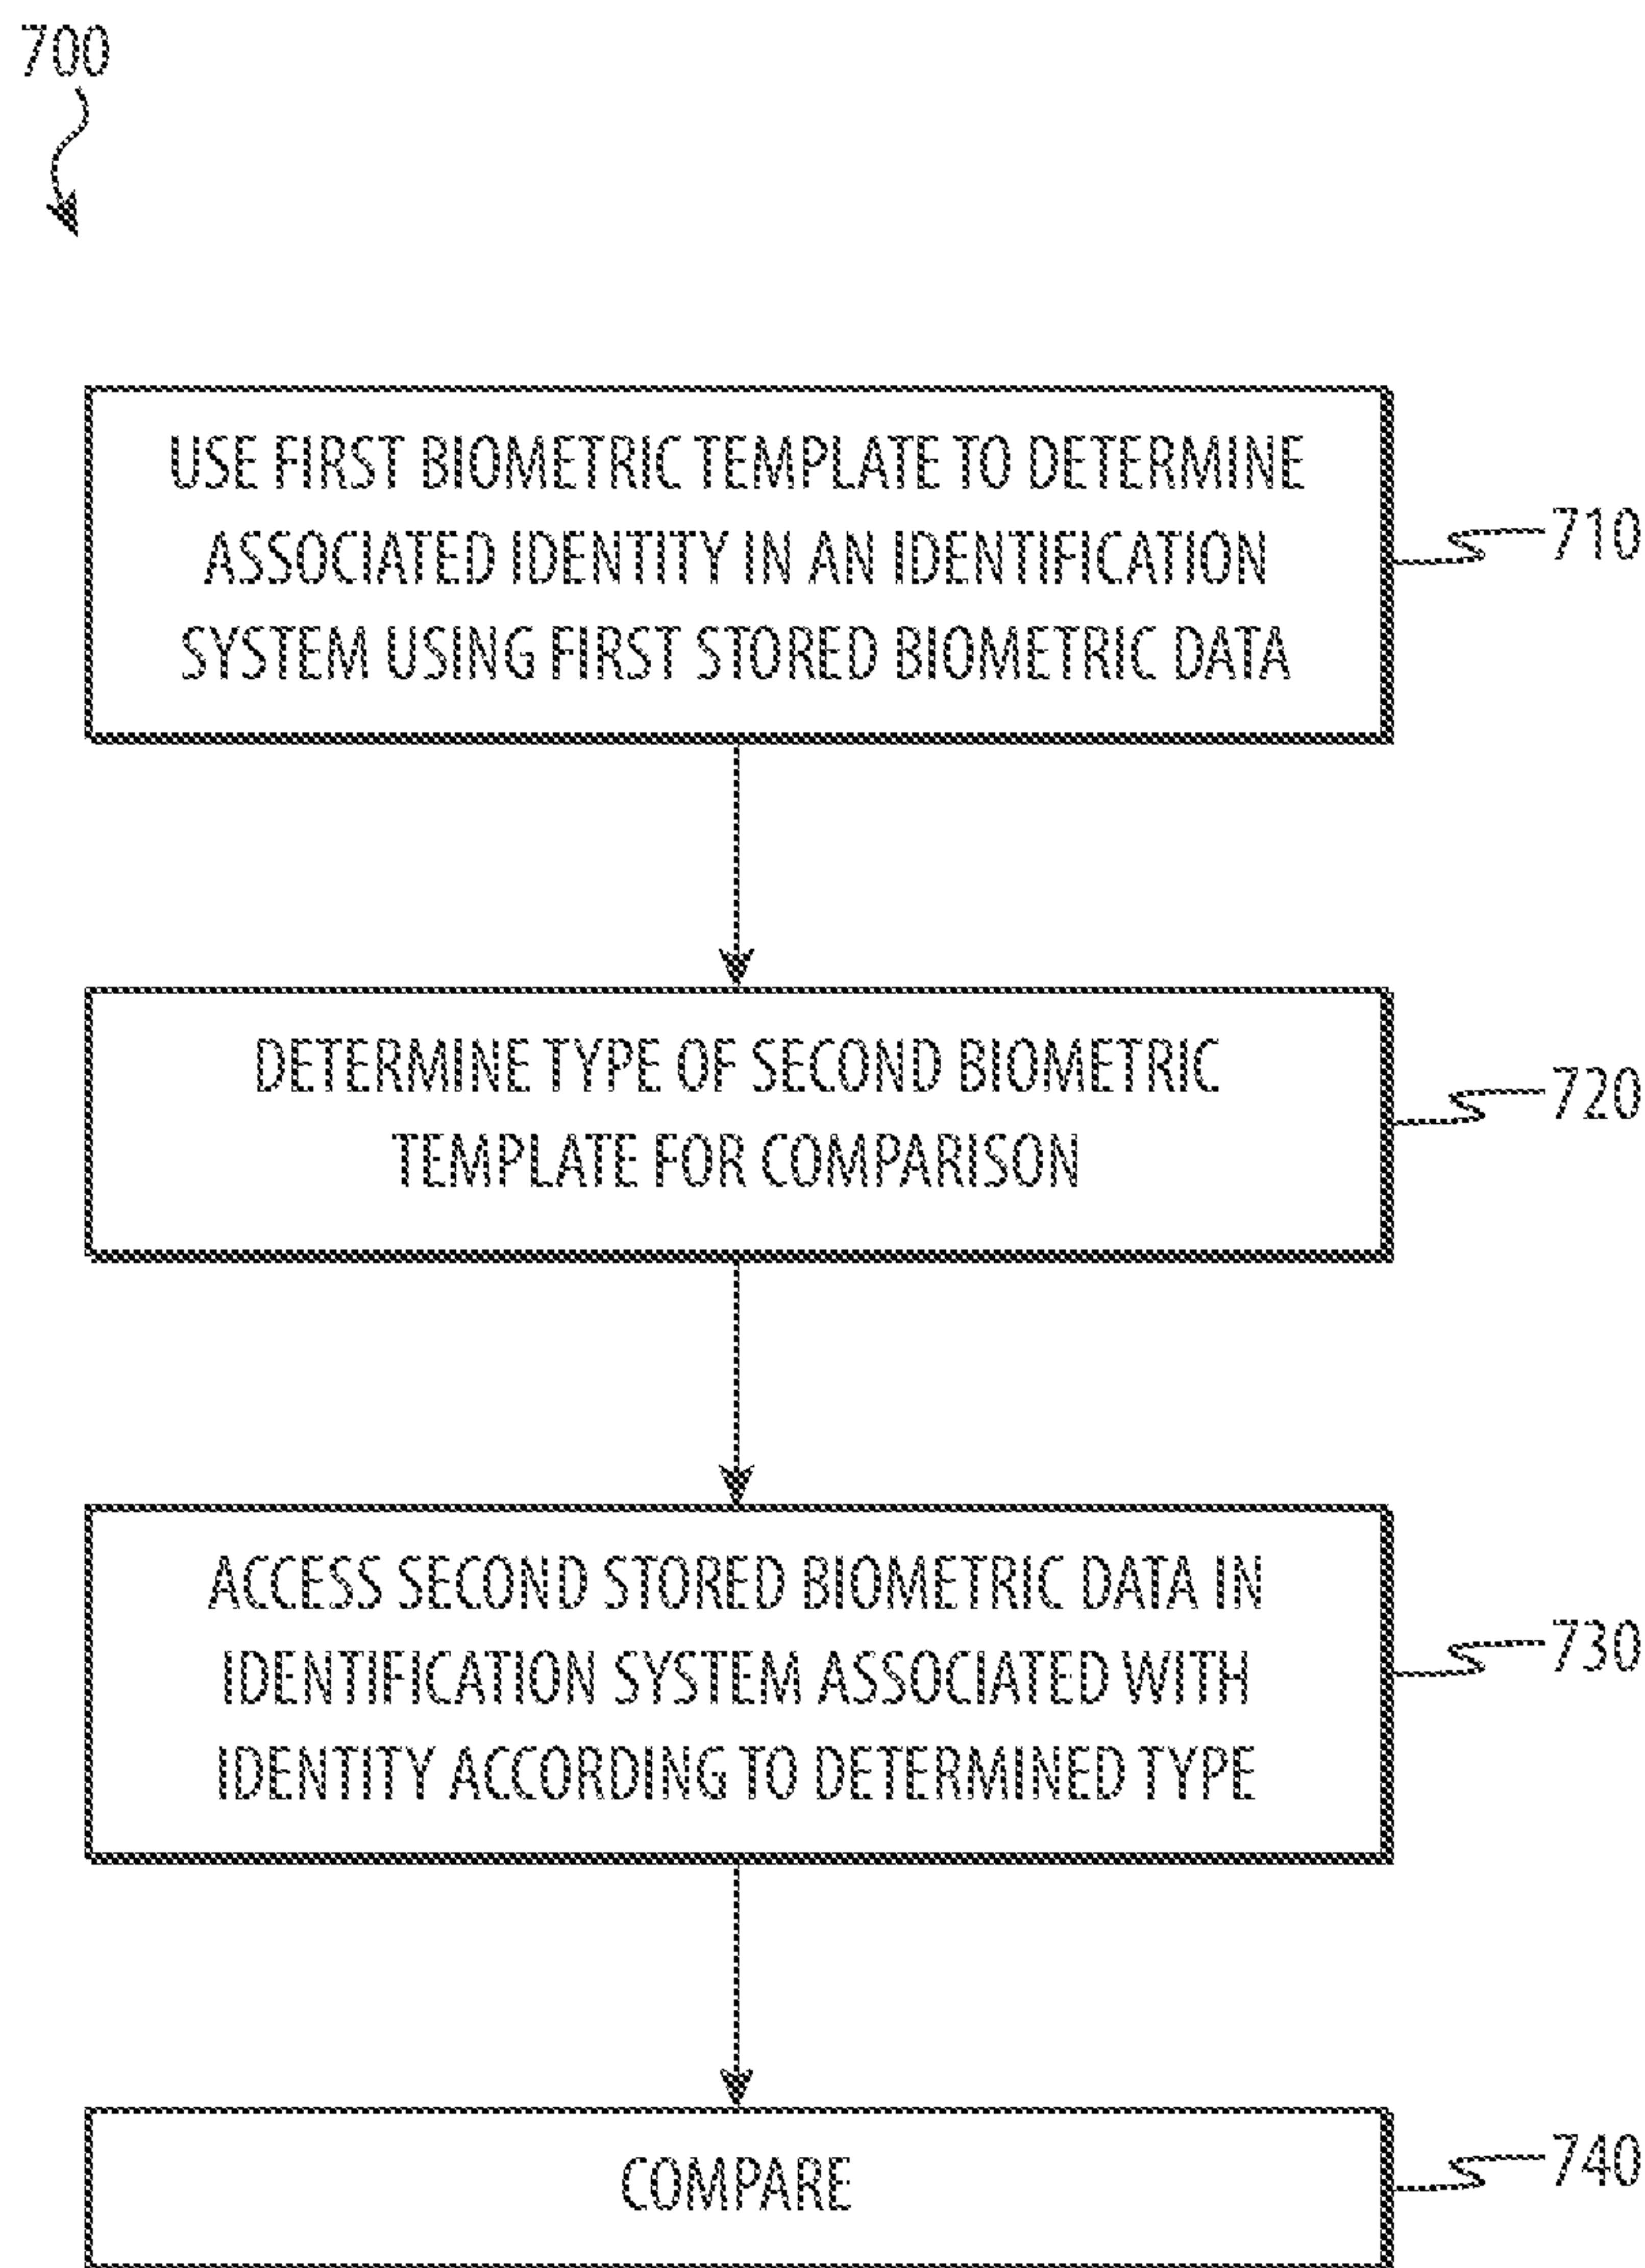 700
USE FIRST BIOMETRIC TEMPLATE TO DETERMINE
ASSOCIATED IDENTITY IN AN IDENTIFICATION
SYSTEM USING FIRST STORED BIOMETRIC DATA
710
DETERMINE TYPE OF SECOND BIOMETRIC
TEMPLATE FOR COMPARISON
720
ACCESS SECOND STORED BIOMETRIC DATA IN
IDENTIFICATION SYSTEM ASSOCIATED WITH
IDENTITY ACCORDING TO DETERMINED TYPE
730
COMPARE
740